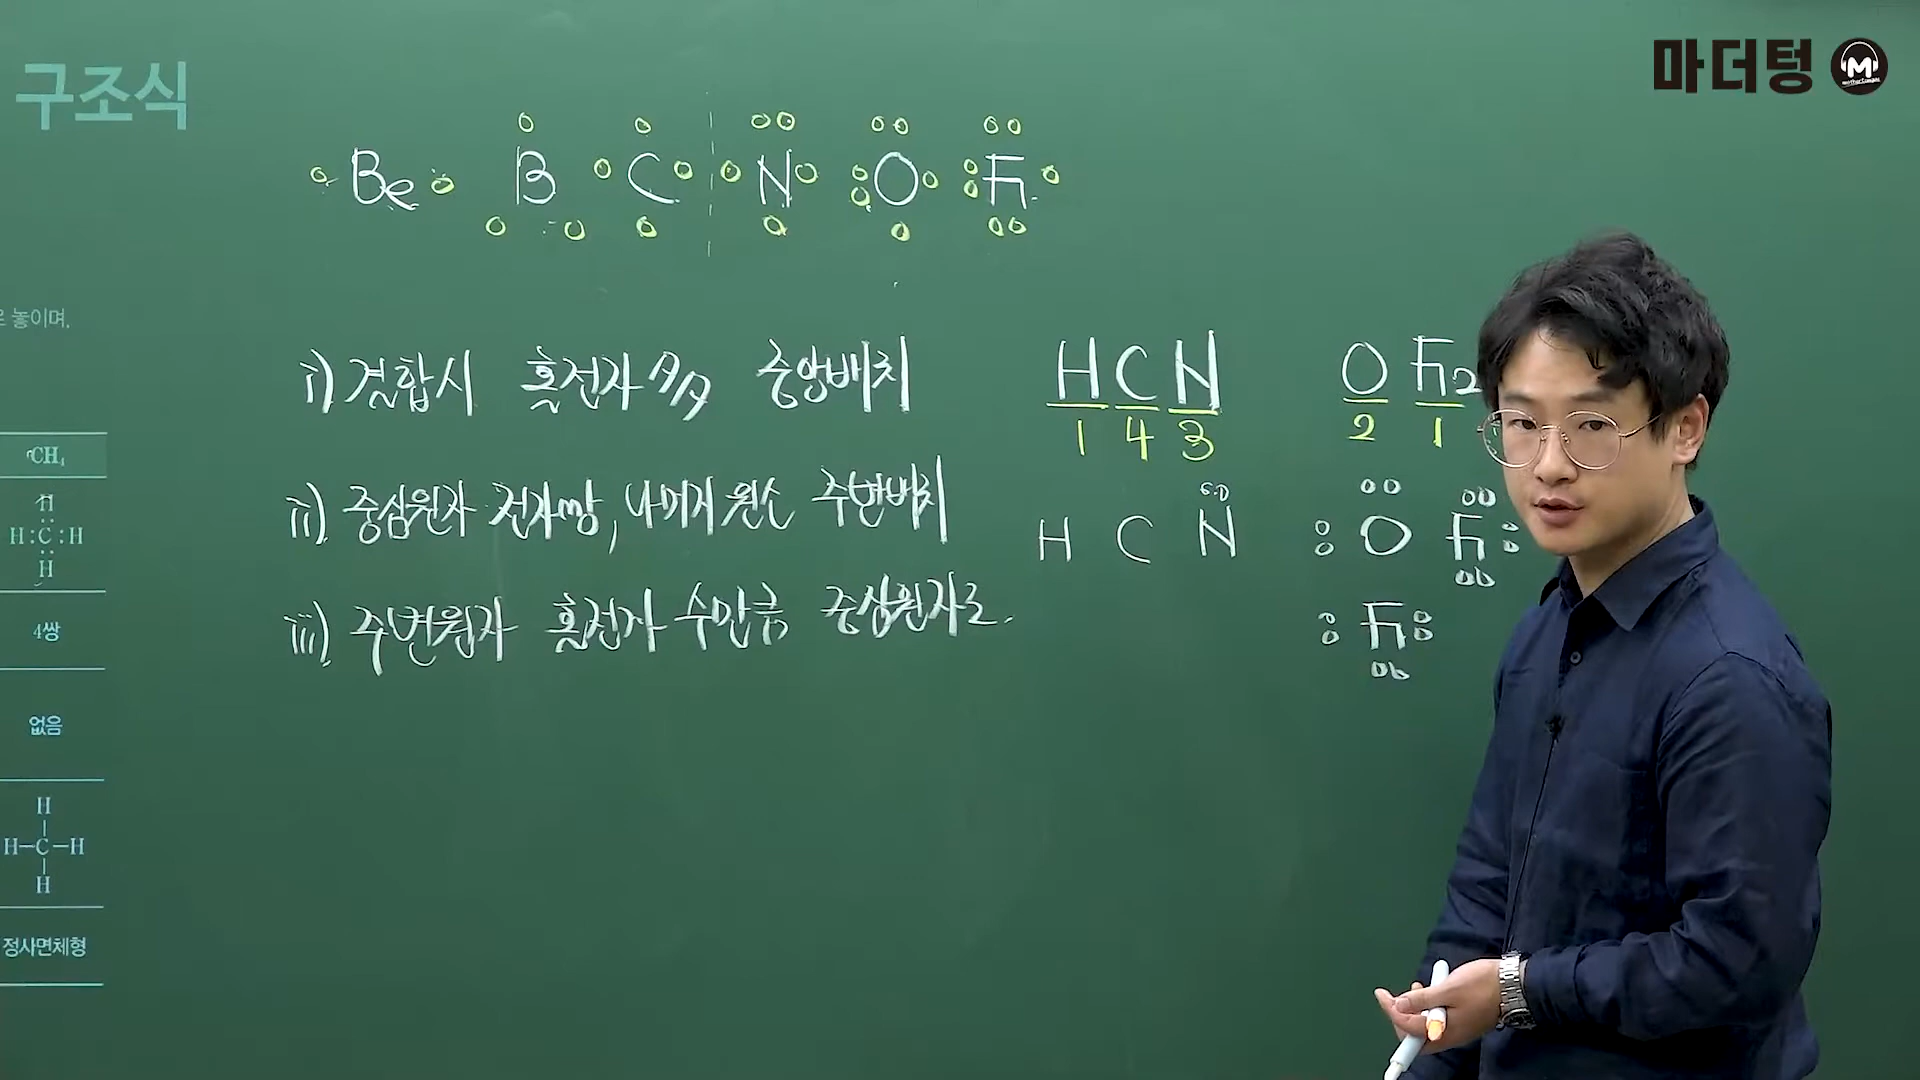 마더텅
구조식
Be B C N O F
로 놓이며,
i) 결합시 홀전자 多 중앙배치
HCN OF2
1 4 3 2 1
ii) 중심원자 전자쌍, 나머지 원소 주변배치
H C N O F
iii) 주변원자 홀전자 수만큼 중심원자로.
F
CH4
H
H:C:H
H
4쌍
없음
H
H-C-H
H
정사면체형